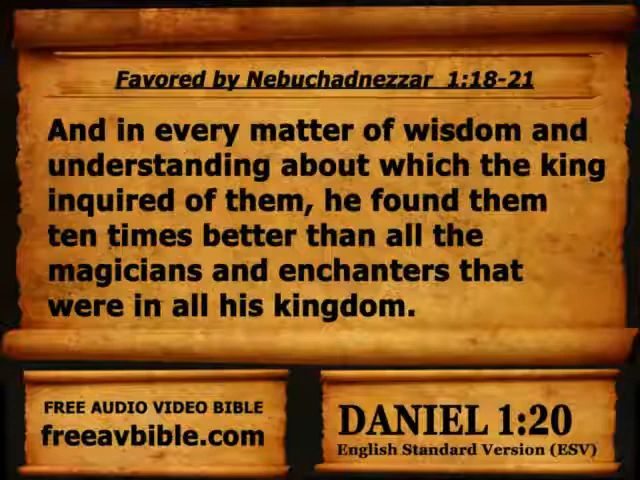 Favored by Nebuchadnezzar 1:18-21
And in every matter of wisdom and
understanding about which the king
inquired of them, he found them
ten times better than all the
magicians and enchanters that
were in all his kingdom.
FREE AUDIO VIDEO BIBLE
freeavbible.com
DANIEL 1:20
English Standard Version (ESV)